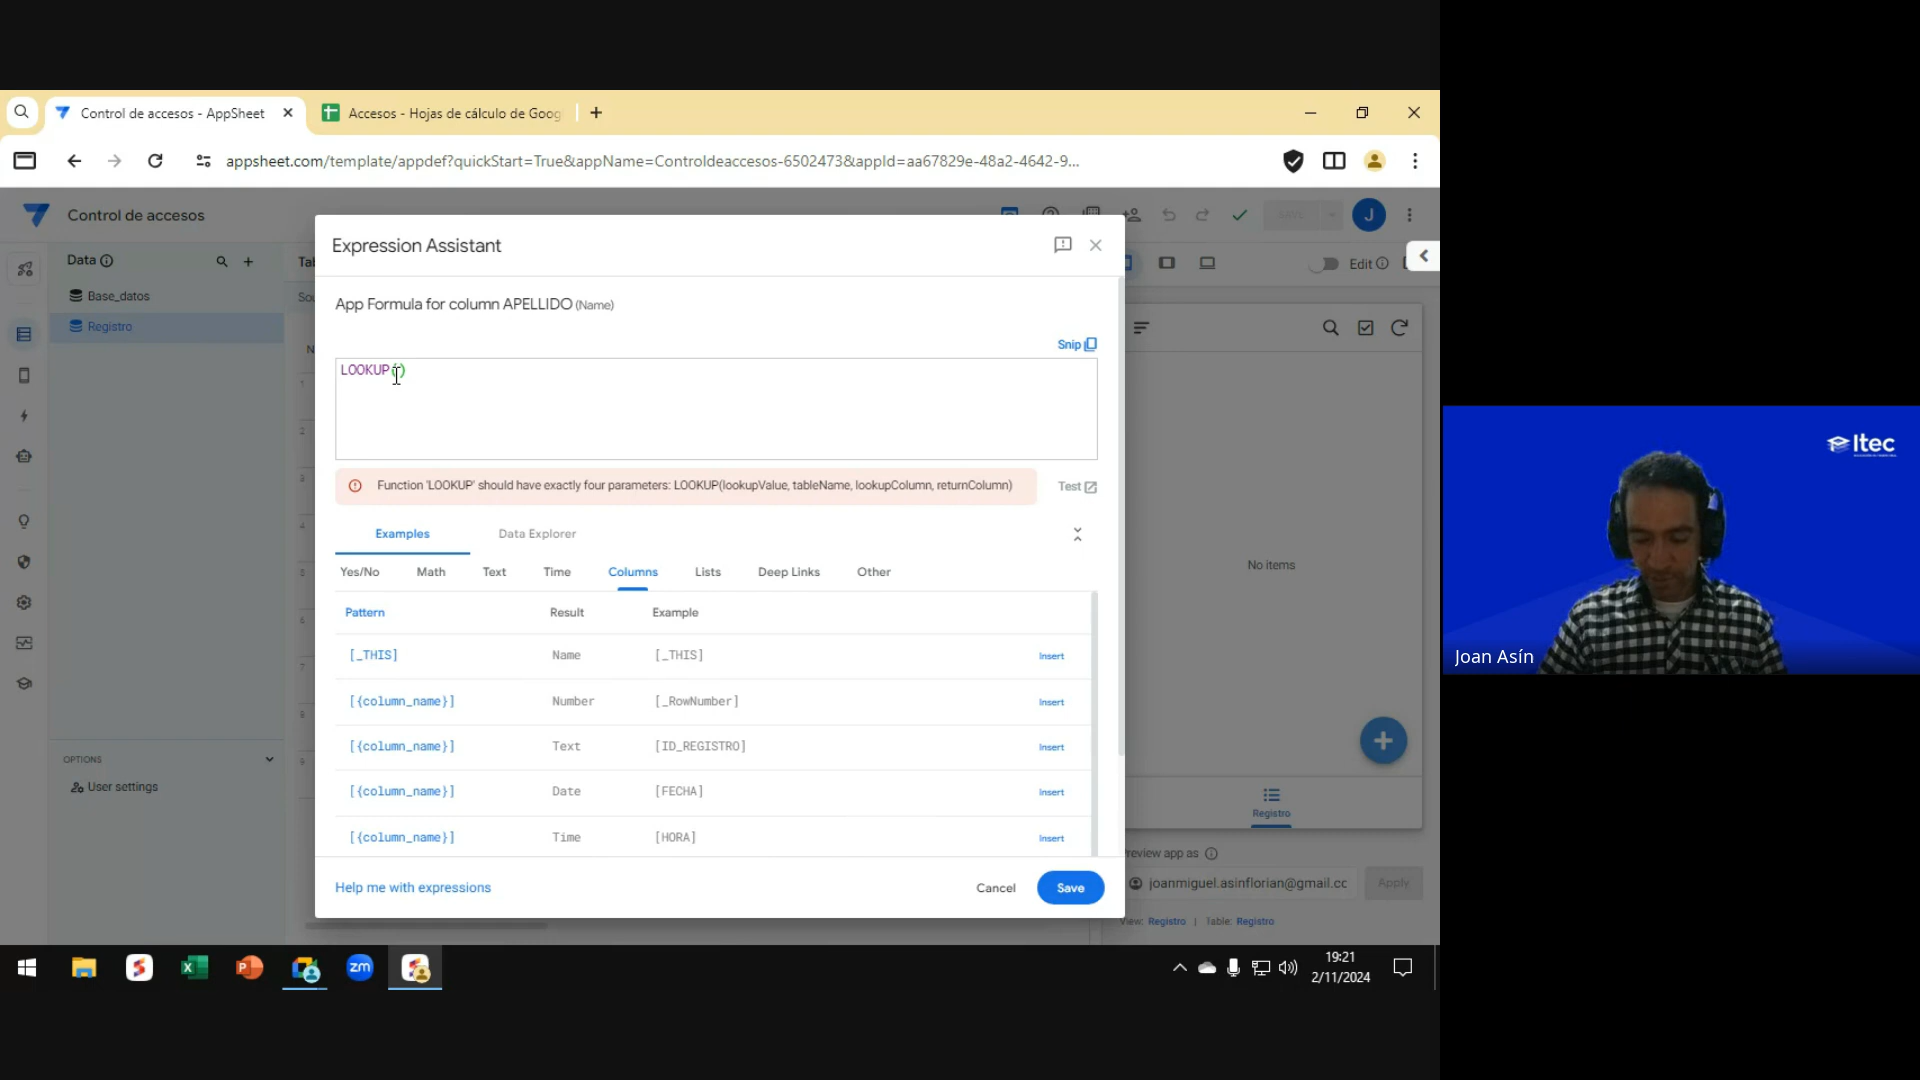 Control de accesos - AppSheet
Accesos - Hojas de cálculo de Goog
appsheet.com/template/appdef?quickStart=True&appName=Controldeaccesos-6502473&appId=aa67829e-48a2-4642-9...
Control de accesos
J
Data
Base_datos
Registro
Expression Assistant
App Formula for column APELLIDO (Name)
Snip
LOOKUP()
Function 'LOOKUP' should have exactly four parameters: LOOKUP(lookupValue, tableName, lookupColumn, returnColumn)
Test
Examples
Data Explorer
Yes/No
Math
Text
Time
Columns
Lists
Deep Links
Other
Pattern
Result
Example
[_THIS]
Name
[_THIS]
Insert
[{column_name}]
Number
[_RowNumber]
Insert
[{column_name}]
Text
[ID_REGISTRO]
Insert
[{column_name}]
Date
[FECHA]
Insert
[{column_name}]
Time
[HORA]
Insert
Help me with expressions
Cancel
Save
OPTIONS
User settings
Edit
No items
Registro
Preview app as
joanmiguel.asinflorian@gmail.cc
Apply
View: Registro | Table: Registro
zm
19:21
2/11/2024
Itec
Joan Asín